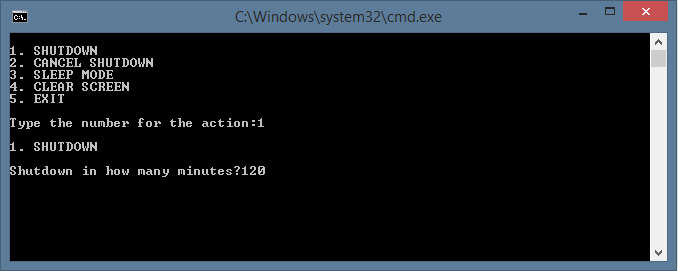 C:\Windows\system32\cmd.exe
1. SHUTDOWN
2. CANCEL SHUTDOWN
3. SLEEP MODE
4. CLEAR SCREEN
5. EXIT
Type the number for the action:1
1. SHUTDOWN
Shutdown in how many minutes?120